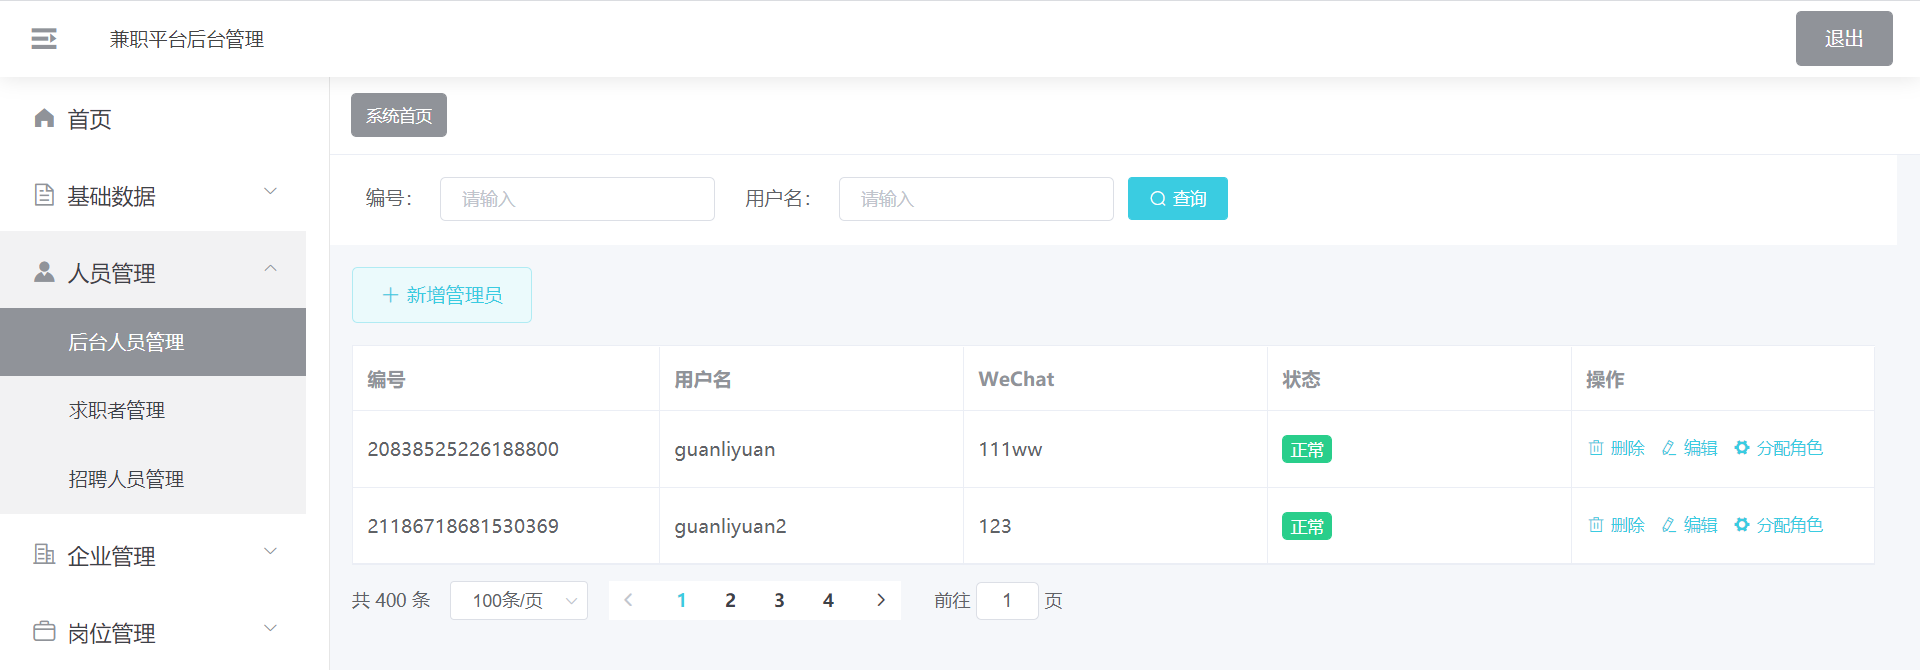 兼职平台后台管理
退出
首页
基础数据
人员管理
后台人员管理
求职者管理
招聘人员管理
企业管理
岗位管理
系统首页
编号： 请输入 用户名： 请输入 查询
新增管理员
编号 用户名 WeChat 状态 操作
20838525226188800 guanliyuan 111ww 正常 删除 编辑 分配角色
21186718681530369 guanliyuan2 123 正常 删除 编辑 分配角色
共 400 条 100条/页 1 2 3 4 前往 1 页